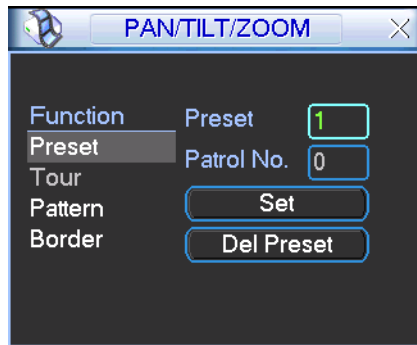 PAN/TILT/ZOOM
Function
Preset
Tour
Pattern
Border
Preset 1
Patrol No. 0
Set
Del Preset